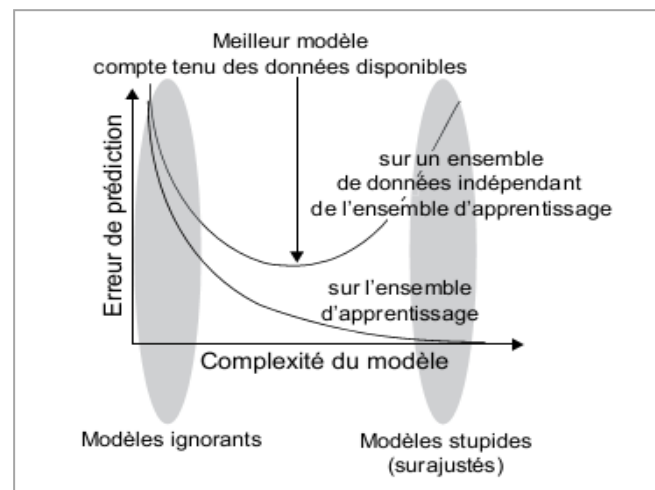 Meilleur modèle
compte tenu des données disponibles
Erreur de prédiction
sur un ensemble
de données indépendant
de l'ensemble d'apprentissage
sur l'ensemble
d'apprentissage
Complexité du modèle
Modèles ignorants
Modèles stupides
(surajustés)